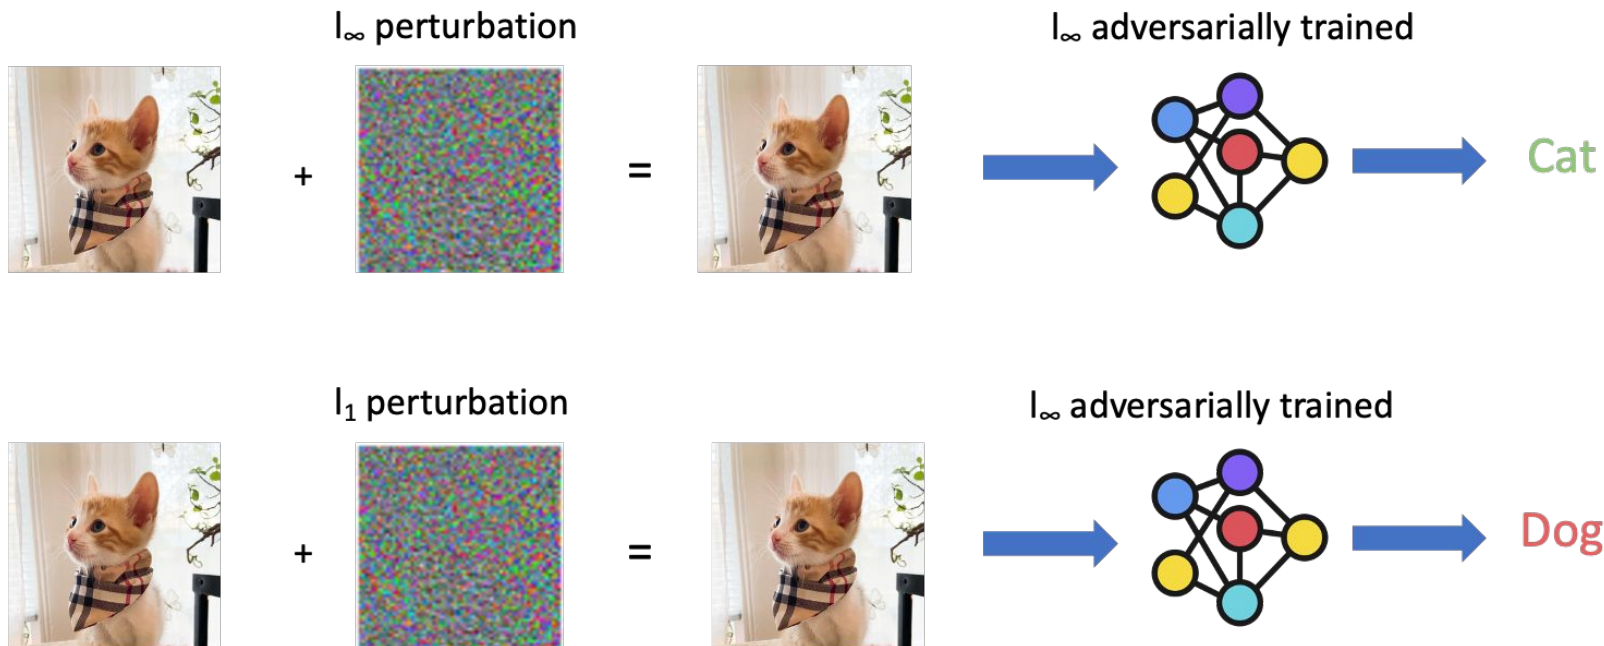 l∞ perturbation
l∞ adversarially trained
+
=
Cat
l₁ perturbation
l∞ adversarially trained
+
=
Dog